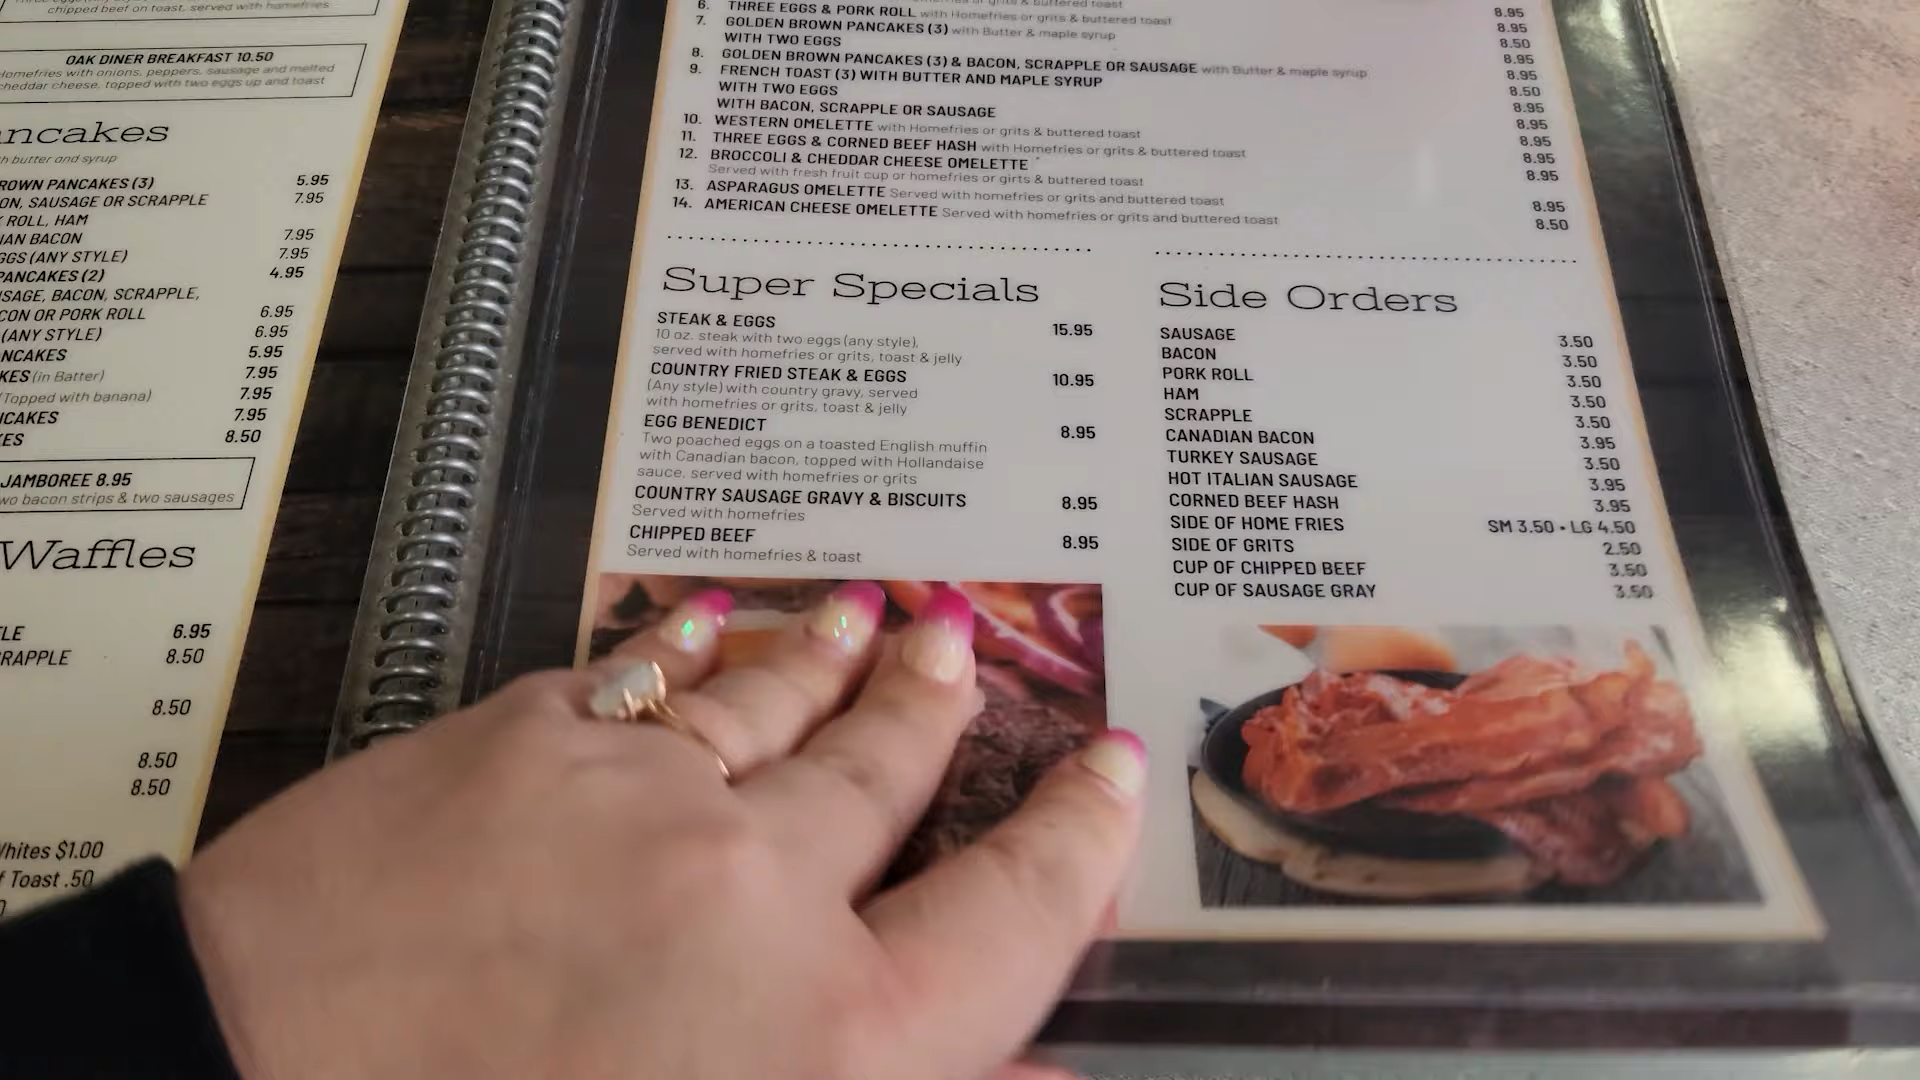 chipped beef on toast, served with homefries
OAK DINER BREAKFAST 10.50
Homefries with onions, peppers, sausage and melted
cheddar cheese, topped with two eggs up and toast
ncakes
h butter and syrup
ROWN PANCAKES (3) 5.95
ON, SAUSAGE OR SCRAPPLE 7.95
ROLL, HAM
IAN BACON 7.95
GGS (ANY STYLE) 7.95
PANCAKES (2) 4.95
SAGE, BACON, SCRAPPLE,
CON OR PORK ROLL 6.95
(ANY STYLE) 6.95
NCAKES 5.95
KES (in Batter) 7.95
(Topped with banana) 7.95
CAKES 7.95
ES 8.50
JAMBOREE 8.95
wo bacon strips & two sausages
Waffles
LE 6.95
RAPPLE 8.50
8.50
8.50
8.50
Whites $1.00
f Toast .50
6. THREE EGGS & PORK ROLL with Homefries or grits & buttered toast 8.95
7. GOLDEN BROWN PANCAKES (3) with Butter & maple syrup 8.95
WITH TWO EGGS 8.50
8. GOLDEN BROWN PANCAKES (3) & BACON, SCRAPPLE OR SAUSAGE with Butter & maple syrup 8.95
9. FRENCH TOAST (3) WITH BUTTER AND MAPLE SYRUP 8.95
WITH TWO EGGS 8.50
WITH BACON, SCRAPPLE OR SAUSAGE 8.95
10. WESTERN OMELETTE with Homefries or grits & buttered toast 8.95
11. THREE EGGS & CORNED BEEF HASH with Homefries or grits & buttered toast 8.95
12. BROCCOLI & CHEDDAR CHEESE OMELETTE 8.95
Served with fresh fruit cup or homefries or girts & buttered toast 8.95
13. ASPARAGUS OMELETTE Served with homefries or grits and buttered toast 8.95
14. AMERICAN CHEESE OMELETTE Served with homefries or grits and buttered toast 8.50
Super Specials
STEAK & EGGS 15.95
10 oz. steak with two eggs (any style),
served with homefries or grits, toast & jelly
COUNTRY FRIED STEAK & EGGS 10.95
(Any style) with country gravy, served
with homefries or grits, toast & jelly
EGG BENEDICT 8.95
Two poached eggs on a toasted English muffin
with Canadian bacon, topped with Hollandaise
sauce, served with homefries or grits
COUNTRY SAUSAGE GRAVY & BISCUITS 8.95
Served with homefries
CHIPPED BEEF 8.95
Served with homefries & toast
Side Orders
SAUSAGE 3.50
BACON 3.50
PORK ROLL 3.50
HAM 3.50
SCRAPPLE 3.50
CANADIAN BACON 3.95
TURKEY SAUSAGE 3.50
HOT ITALIAN SAUSAGE 3.95
CORNED BEEF HASH 3.95
SIDE OF HOME FRIES SM 3.50 • LG 4.50
SIDE OF GRITS 2.50
CUP OF CHIPPED BEEF 3.50
CUP OF SAUSAGE GRAY 3.50